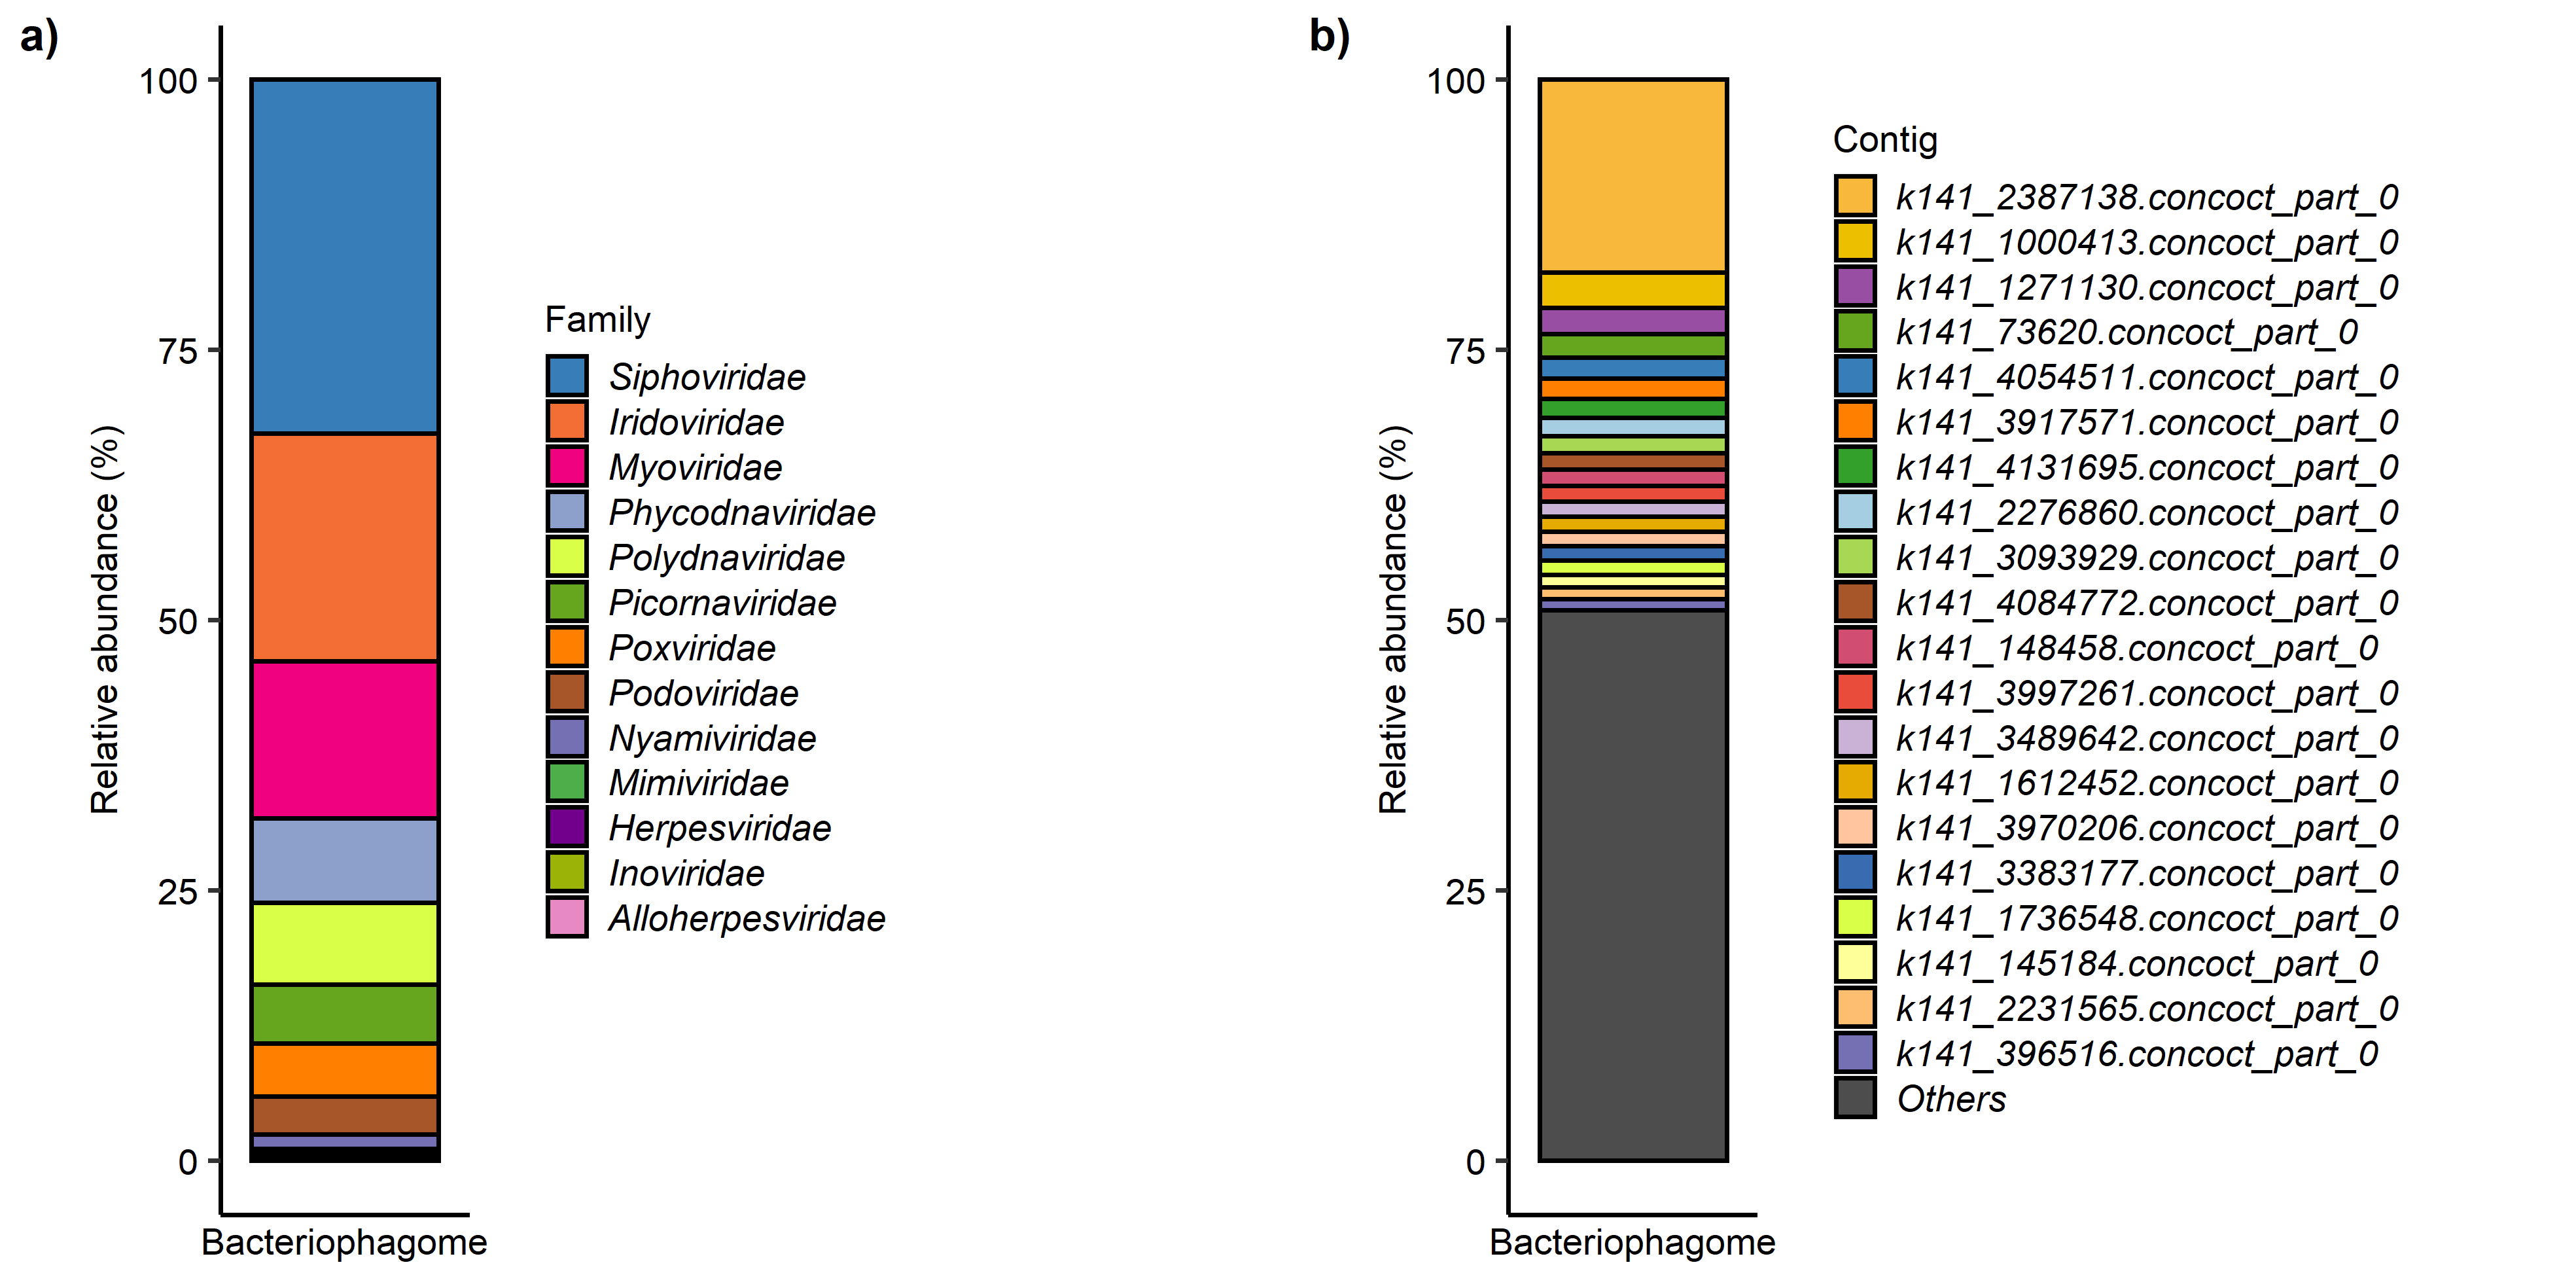 a)
100
75
50
25
0
Relative abundance (%)
Bacteriophagome
Family
Siphoviridae
Iridoviridae
Myoviridae
Phycodnaviridae
Polydnaviridae
Picornaviridae
Poxviridae
Podoviridae
Nyamiviridae
Mimiviridae
Herpesviridae
Inoviridae
Alloherpesviridae
b)
100
75
50
25
0
Relative abundance (%)
Bacteriophagome
Contig
k141_2387138.concoct_part_0
k141_1000413.concoct_part_0
k141_1271130.concoct_part_0
k141_73620.concoct_part_0
k141_4054511.concoct_part_0
k141_3917571.concoct_part_0
k141_4131695.concoct_part_0
k141_2276860.concoct_part_0
k141_3093929.concoct_part_0
k141_4084772.concoct_part_0
k141_148458.concoct_part_0
k141_3997261.concoct_part_0
k141_3489642.concoct_part_0
k141_1612452.concoct_part_0
k141_3970206.concoct_part_0
k141_3383177.concoct_part_0
k141_1736548.concoct_part_0
k141_145184.concoct_part_0
k141_2231565.concoct_part_0
k141_396516.concoct_part_0
Others